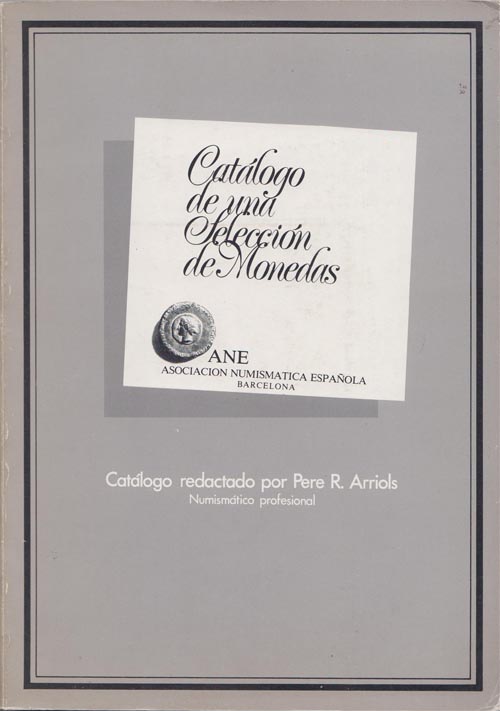 Catálogo
de una
Selección
de Monedas
ANE
ASOCIACION NUMISMATICA ESPAÑOLA
BARCELONA
Catálogo redactado por Pere R. Arriols
Numismático profesional